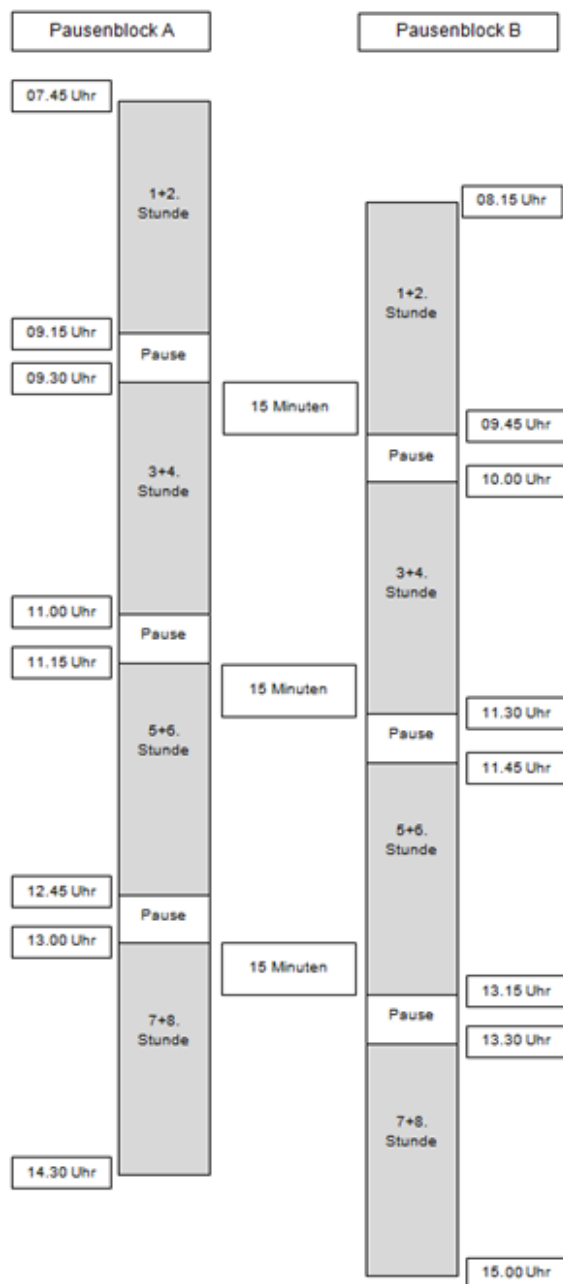 Pausenblock A
Pausenblock B
07.45 Uhr
1+2.
Stunde
08.15 Uhr
1+2.
Stunde
09.15 Uhr
Pause
09.30 Uhr
15 Minuten
09.45 Uhr
Pause
10.00 Uhr
3+4.
Stunde
3+4.
Stunde
11.00 Uhr
Pause
11.15 Uhr
15 Minuten
11.30 Uhr
Pause
11.45 Uhr
5+6.
Stunde
5+6.
Stunde
12.45 Uhr
Pause
13.00 Uhr
15 Minuten
13.15 Uhr
Pause
13.30 Uhr
7+8.
Stunde
7+8.
Stunde
14.30 Uhr
15.00 Uhr